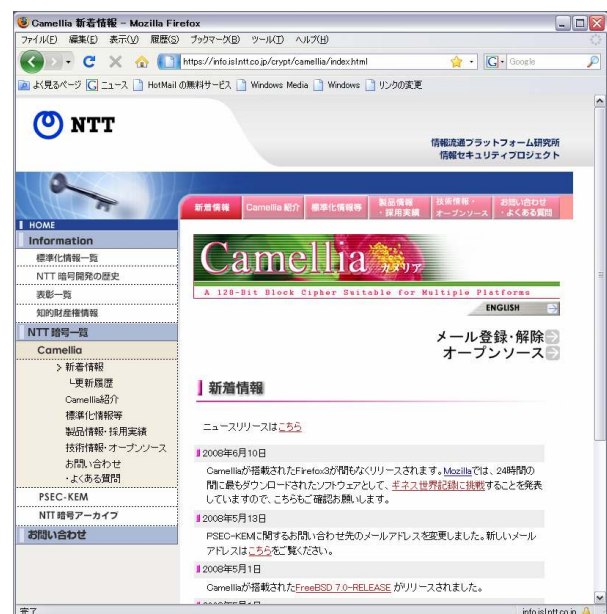 Camellia 新着情報 - Mozilla Firefox
ファイル(F) 編集(E) 表示(V) 履歴(S) ブックマーク(B) ツール(T) ヘルプ(H)
https://info.isl.ntt.co.jp/crypt/camellia/index.html
Google
よく見るページ ニュース HotMail の無料サービス Windows Media Windows リンクの変更
NTT
情報流通プラットフォーム研究所
情報セキュリティプロジェクト
新着情報 Camellia 紹介 標準化情報等 製品情報・採用実績 技術情報・オープンソース お問い合わせ・よくある質問
HOME
Information
標準化情報一覧
NTT 暗号開発の歴史
表彰一覧
知的財産権情報
NTT 暗号一覧
Camellia
> 新着情報
└更新履歴
Camellia紹介
標準化情報等
製品情報・採用実績
技術情報・オープンソース
お問い合わせ
・よくある質問
PSEC-KEM
NTT 暗号アーカイブ
お問い合わせ
Camellia カメリア
A 128-Bit Block Cipher Suitable for Multiple Platforms
ENGLISH
メール登録・解除
オープンソース
新着情報
ニュースリリースはこちら
2008年6月10日
Camelliaが搭載されたFirefox3が間もなくリリースされます。Mozillaでは、24時間の
間に最もダウンロードされたソフトウェアとして、ギネス世界記録に挑戦することを発表
していますので、こちらもご確認お願いします。
2008年5月13日
PSEC-KEMに関するお問い合わせ先のメールアドレスを変更しました。新しいメール
アドレスはこちらをご覧ください。
2008年5月1日
Camelliaが搭載されたFreeBSD 7.0-RELEASE がリリースされました。
完了
info.isl.ntt.co.jp